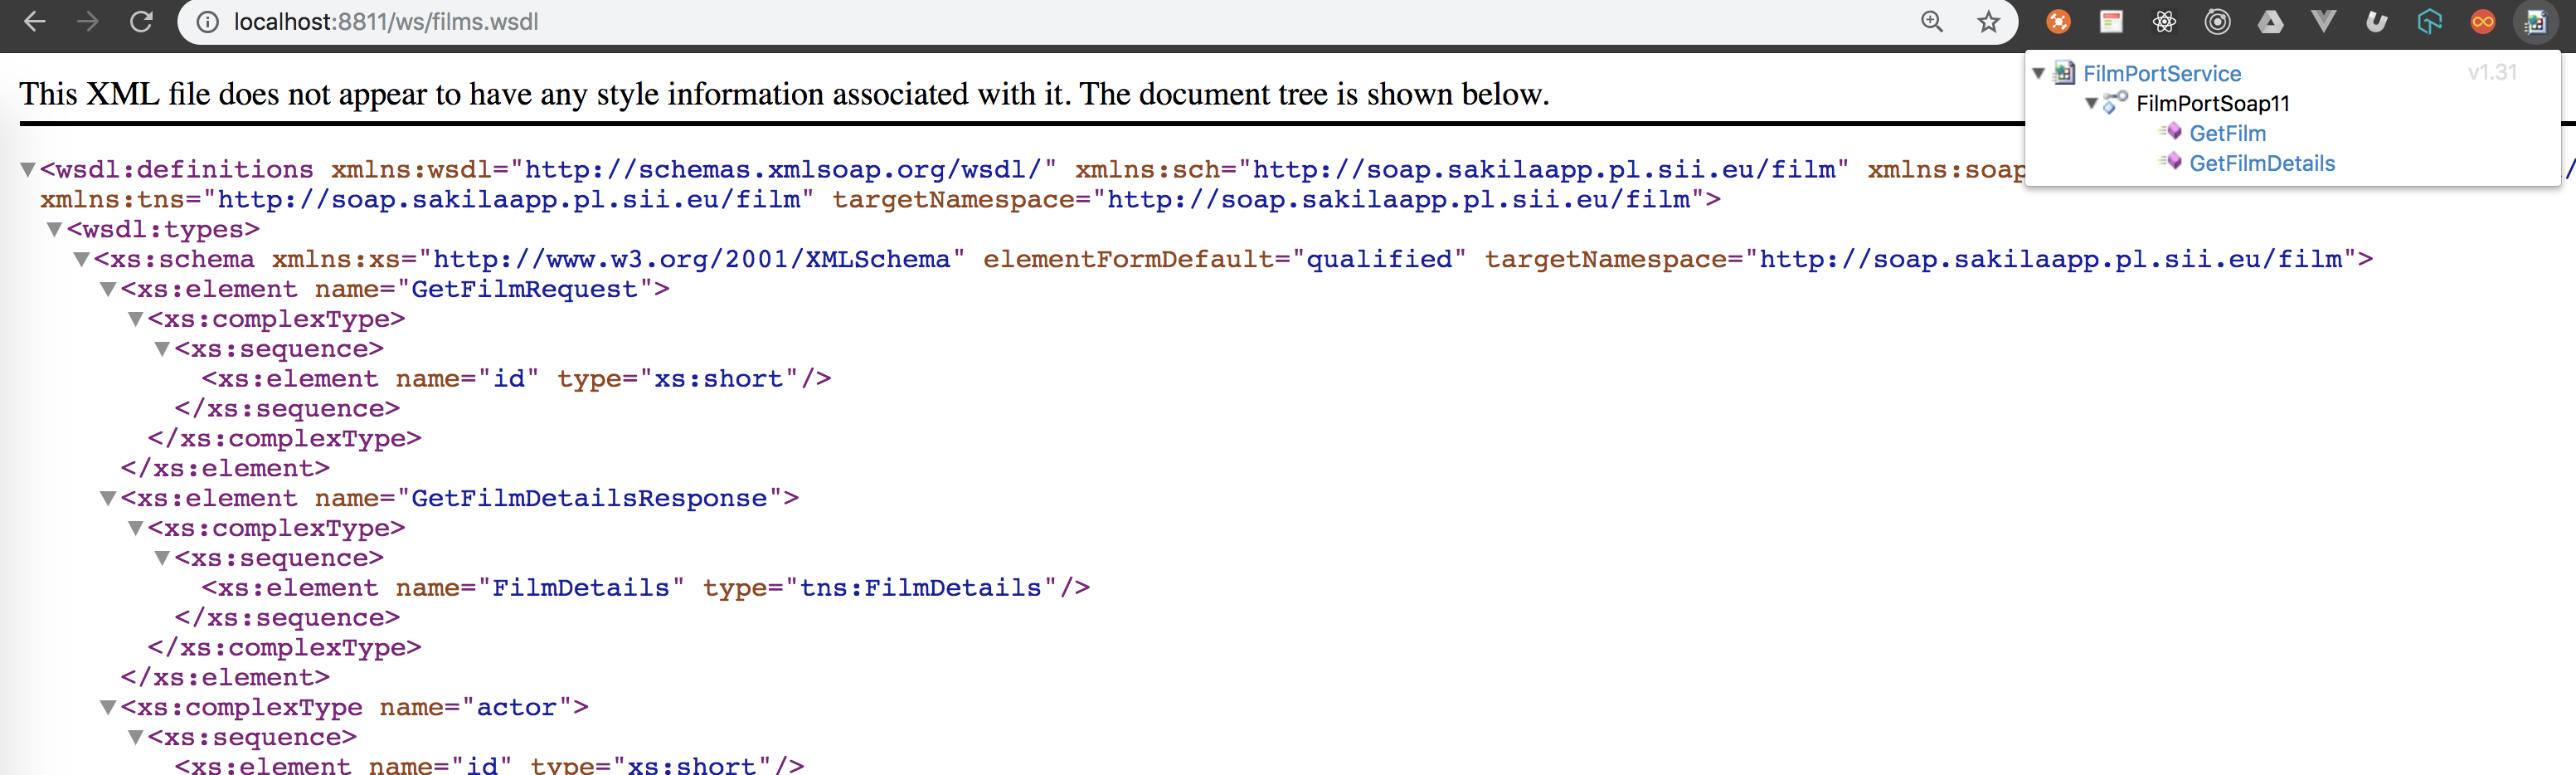 localhost:8811/ws/films.wsdl
This XML file does not appear to have any style information associated with it. The document tree is shown below.
FilmPortService v1.31
FilmPortSoap11
GetFilm
GetFilmDetails
<wsdl:definitions xmlns:wsdl="http://schemas.xmlsoap.org/wsdl/" xmlns:sch="http://soap.sakilaapp.pl.sii.eu/film" xmlns:soap
xmlns:tns="http://soap.sakilaapp.pl.sii.eu/film" targetNamespace="http://soap.sakilaapp.pl.sii.eu/film">
<wsdl:types>
<xs:schema xmlns:xs="http://www.w3.org/2001/XMLSchema" elementFormDefault="qualified" targetNamespace="http://soap.sakilaapp.pl.sii.eu/film">
<xs:element name="GetFilmRequest">
<xs:complexType>
<xs:sequence>
<xs:element name="id" type="xs:short"/>
</xs:sequence>
</xs:complexType>
</xs:element>
<xs:element name="GetFilmDetailsResponse">
<xs:complexType>
<xs:sequence>
<xs:element name="FilmDetails" type="tns:FilmDetails"/>
</xs:sequence>
</xs:complexType>
</xs:element>
<xs:complexType name="actor">
<xs:sequence>
<xs:element name="id" type="xs:short"/>